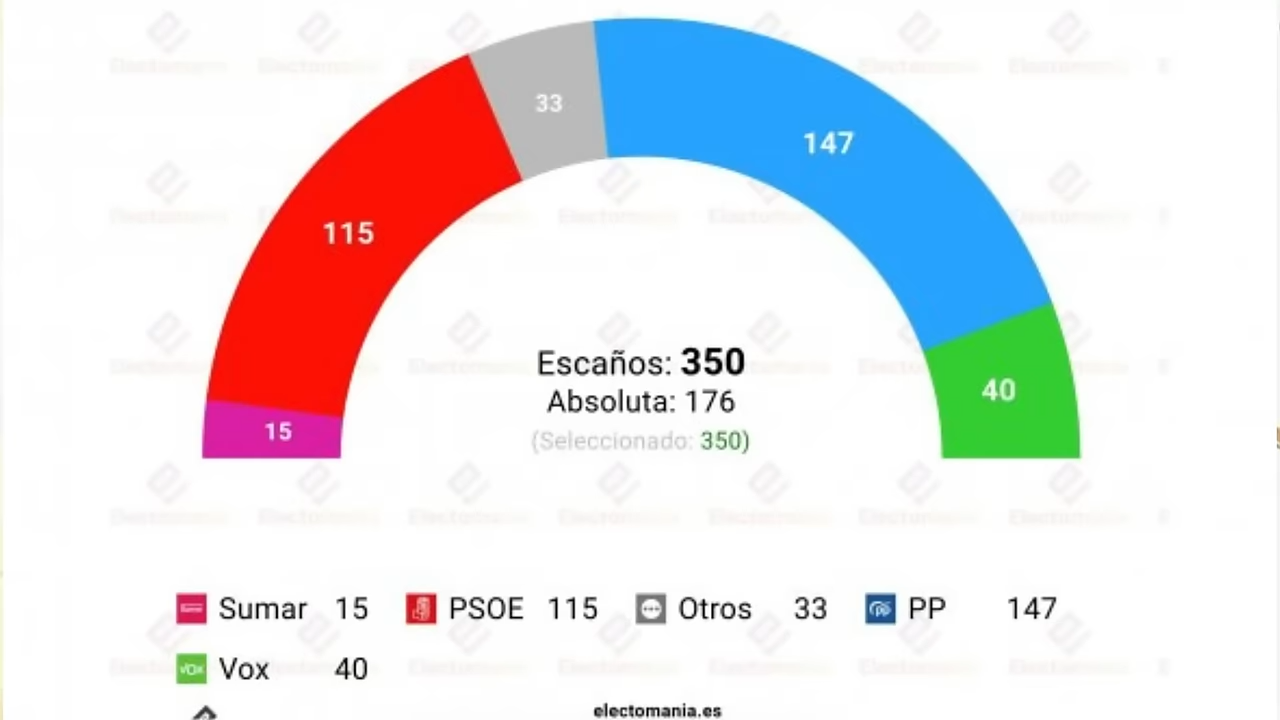 33
147
115
40
15
Escaños: 350
Absoluta: 176
(Seleccionado: 350)
Sumar 15 PSOE 115 Otros 33 PP 147
VOX Vox 40
electomania.es